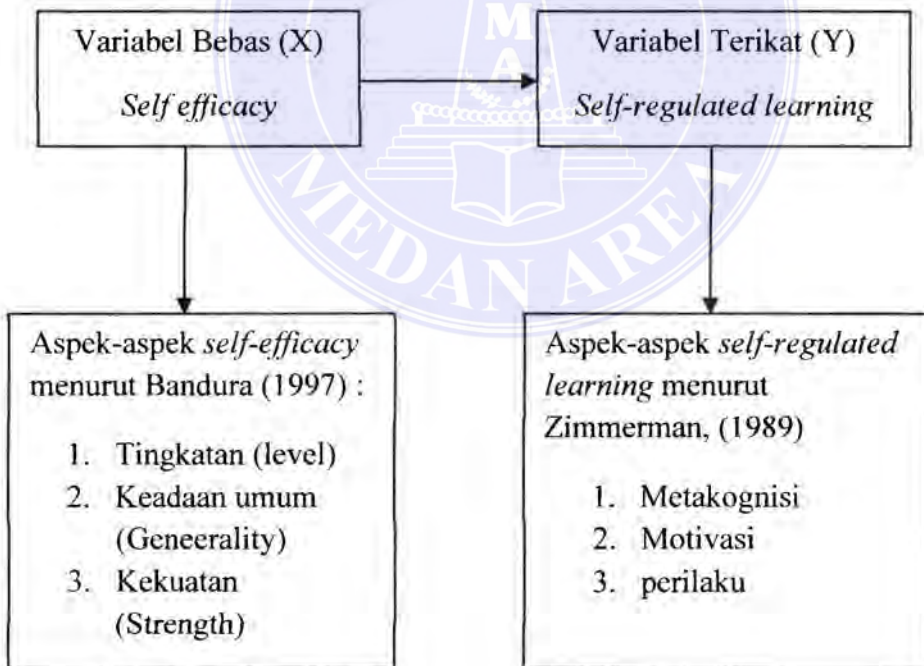 Variabel Bebas (X)
Self efficacy
Variabel Terikat (Y)
Self-regulated learning
M
A
MEDAN AREA
Aspek-aspek self-efficacy
menurut Bandura (1997) :
1. Tingkatan (level)
2. Keadaan umum
(Geneerality)
3. Kekuatan
(Strength)
Aspek-aspek self-regulated
learning menurut
Zimmerman, (1989)
1. Metakognisi
2. Motivasi
3. perilaku